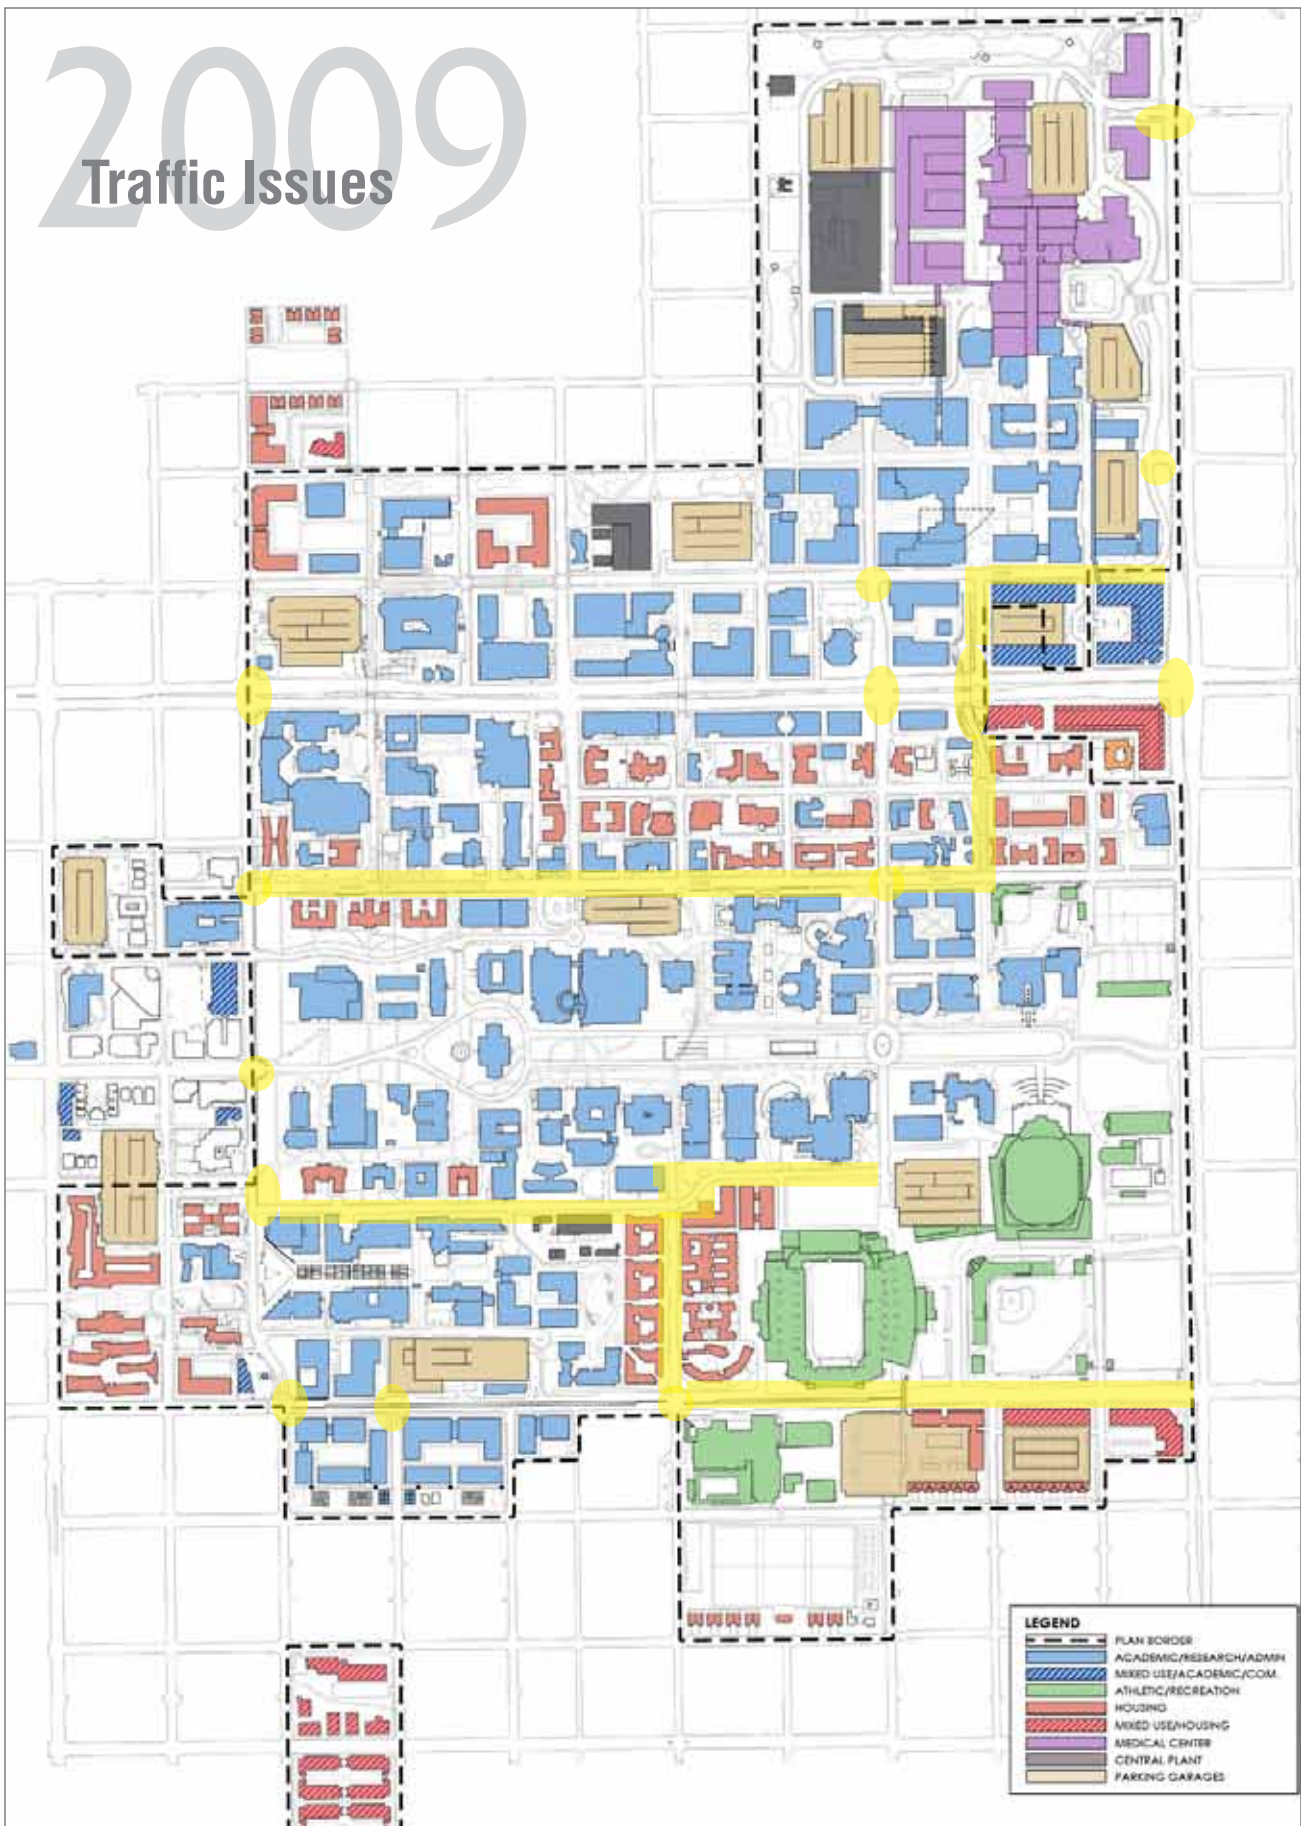 2009
Traffic Issues
LEGEND
PLAN BORDER
ACADEMIC/RESEARCH/ADMIN
MIXED USE/ACADEMIC/COM.
ATHLETIC/RECREATION
HOUSING
MIXED USE/HOUSING
MEDICAL CENTER
CENTRAL PLANT
PARKING GARAGES